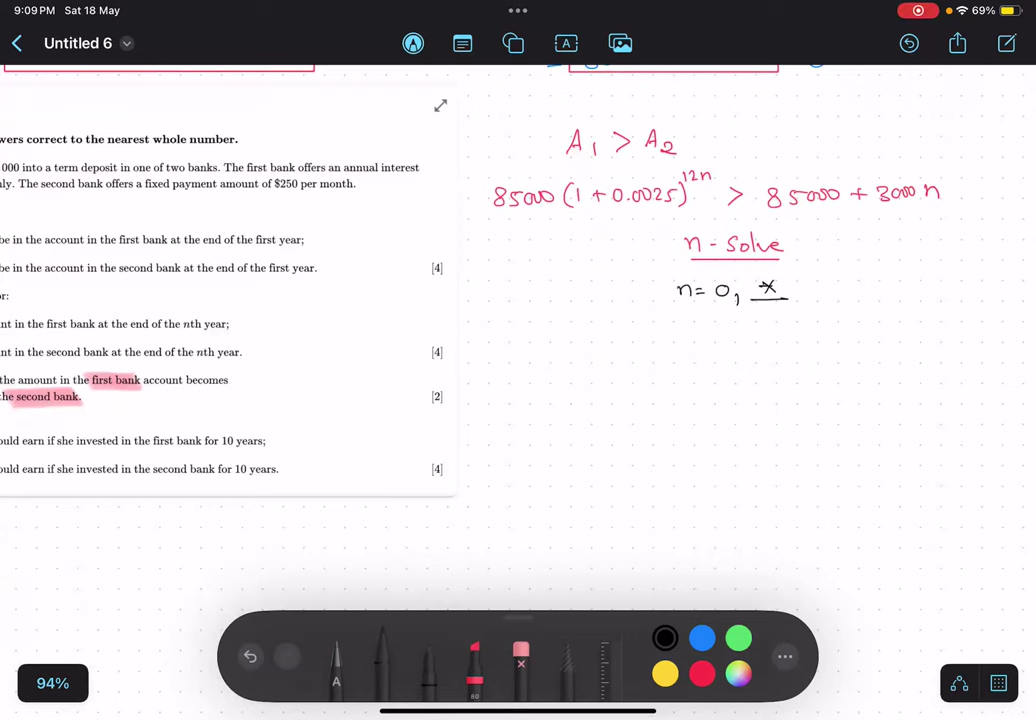 9:09 PM Sat 18 May
69%
Untitled 6
A
wers correct to the nearest whole number.
000 into a term deposit in one of two banks. The first bank offers an annual interest
nly. The second bank offers a fixed payment amount of $250 per month.
be in the account in the first bank at the end of the first year;
be in the account in the second bank at the end of the first year. [4]
or:
nt in the first bank at the end of the nth year;
nt in the second bank at the end of the nth year. [4]
the amount in the first bank account becomes
the second bank. [2]
ould earn if she invested in the first bank for 10 years;
ould earn if she invested in the second bank for 10 years. [4]
A₁ > A₂
85000 (1 + 0.0025)^12n > 85000 + 3000 n
n - Solve
n = 0, *
A
80
94%